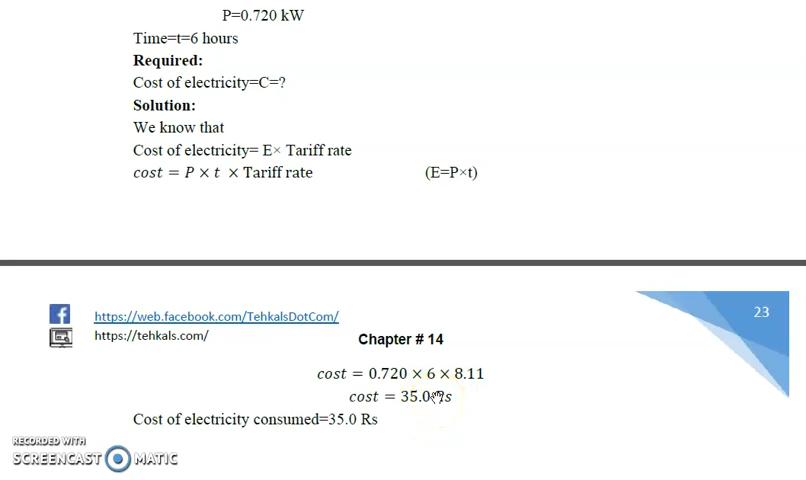 P=0.720 kW
Time=t=6 hours
Required:
Cost of electricity=C=?
Solution:
We know that
Cost of electricity= E× Tariff rate
cost = P × t × Tariff rate (E=P×t)
https://web.facebook.com/TehkalsDotCom/
23
https://tehkals.com/
Chapter # 14
cost = 0.720 × 6 × 8.11
cost = 35.0
Cost of electricity consumed=35.0 Rs
RECORDED WITH
SCREENCAST MATIC